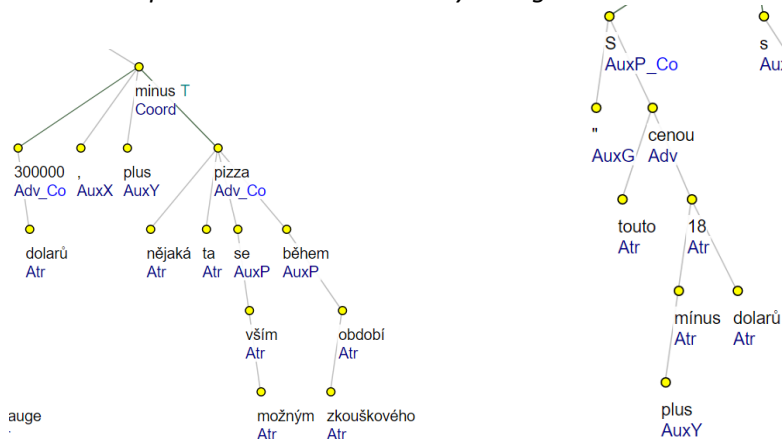 minus T
Coord
300000 , plus pizza
Adv_Co AuxX AuxY Adv_Co
dolarů nějaká ta se během
Atr Atr Atr AuxP AuxP
vším období
Atr Atr
auge možným zkouškového
Atr Atr
S s
AuxP_Co Au
" cenou
AuxG Adv
touto 18
Atr Atr
mínus dolarů
Atr Atr
plus
AuxY